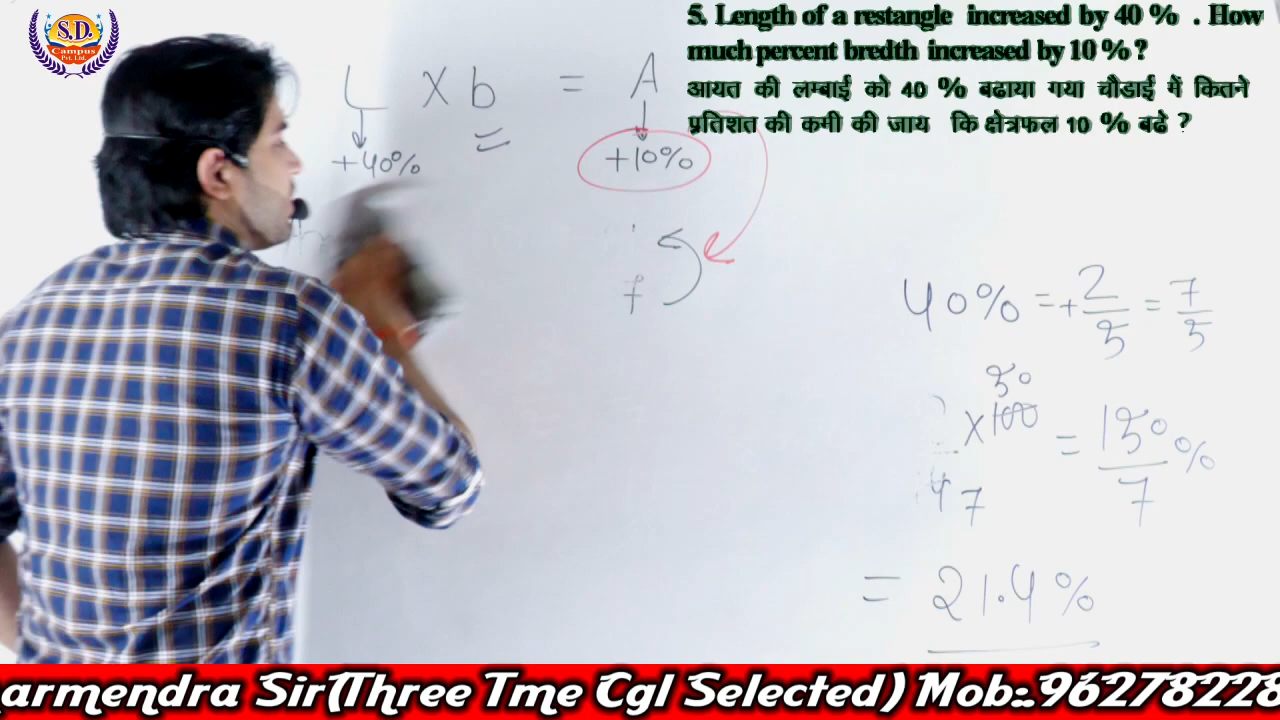 S.D.
Campus
Pvt. Ltd.
5. Length of a restangle increased by 40 % . How
much percent bredth increased by 10 % ?
आयत की लम्बाई को 40 % बढाया गया चौडाई में कितने
प्रतिशत की कमी की जाय कि क्षेत्रफल 10 % बढे ?
L X b = A
+40% +10%
40% = +2/5 = 7/5
50
X100 = 150/7 %
7
= 21.4%
armendra Sir(Three Tme Cgl Selected) Mob:.96278228